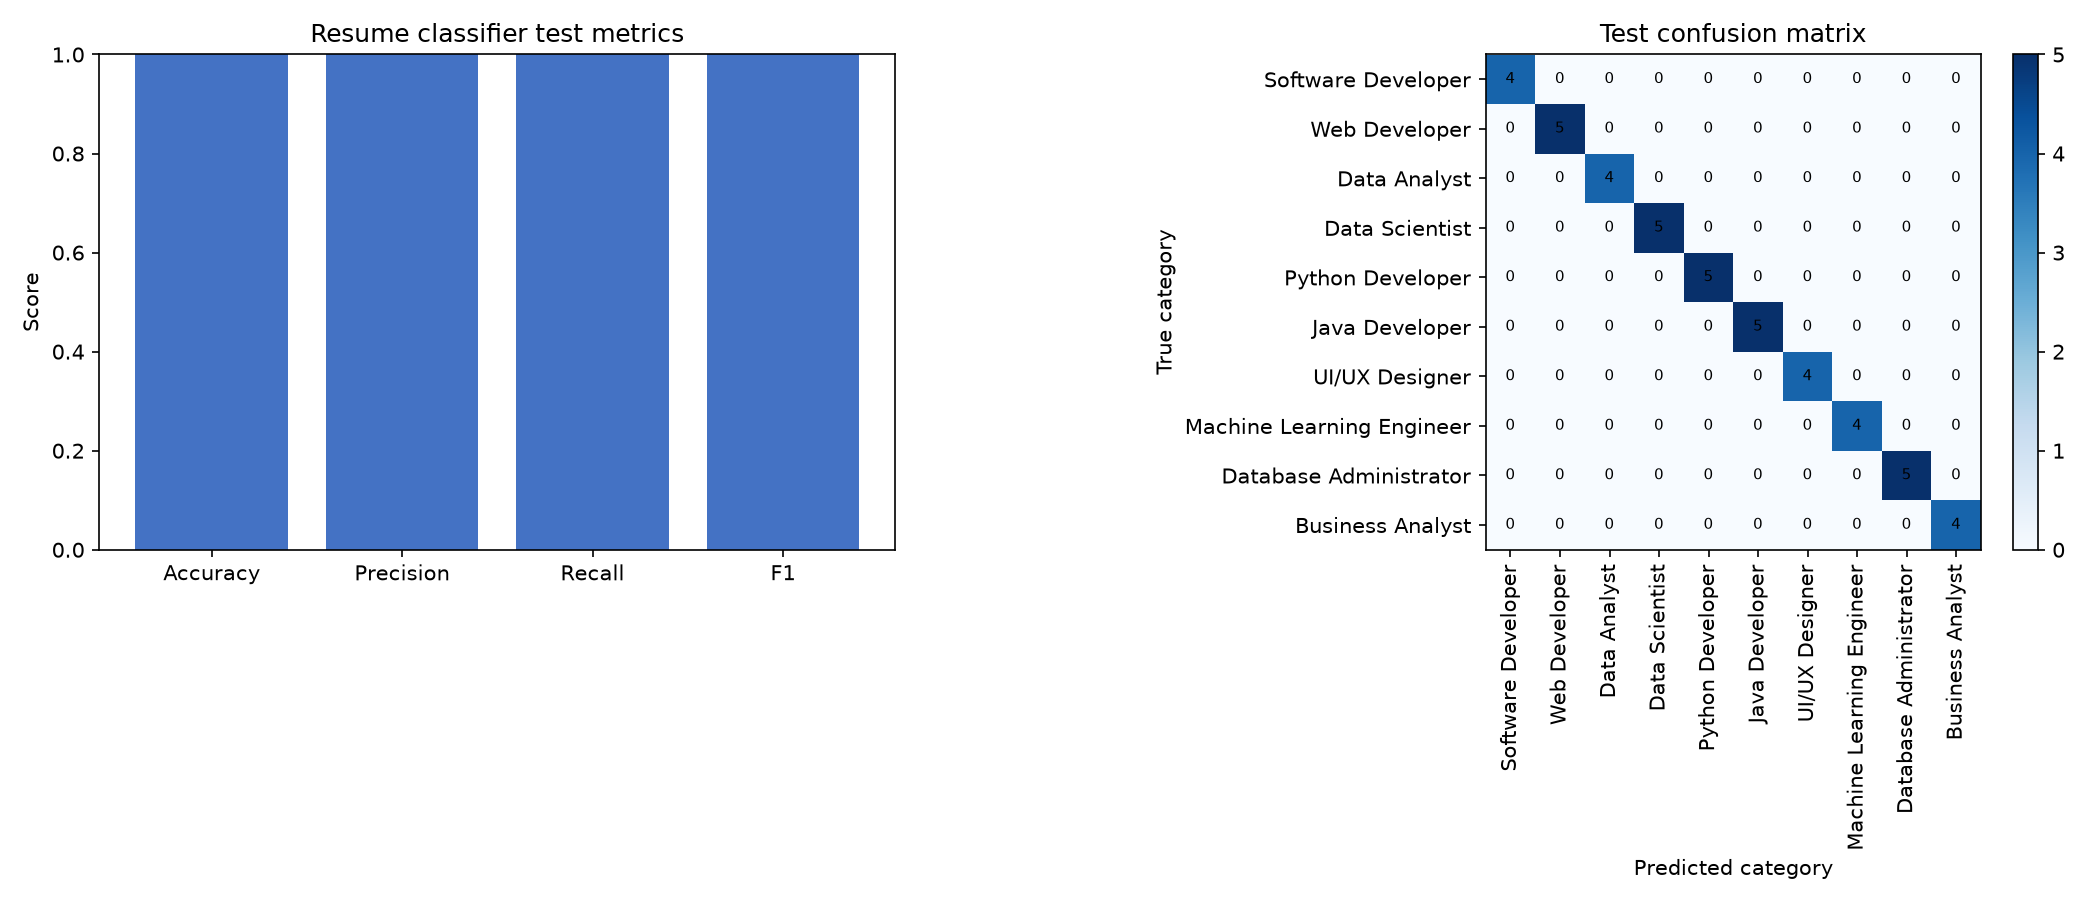 Resume classifier test metrics
1.0
0.8
0.6
0.4
0.2
0.0
Score
Accuracy Precision Recall F1
Test confusion matrix
True category
Software Developer 4 0 0 0 0 0 0 0 0 0
Web Developer 0 5 0 0 0 0 0 0 0 0
Data Analyst 0 0 4 0 0 0 0 0 0 0
Data Scientist 0 0 0 5 0 0 0 0 0 0
Python Developer 0 0 0 0 5 0 0 0 0 0
Java Developer 0 0 0 0 0 5 0 0 0 0
UI/UX Designer 0 0 0 0 0 0 4 0 0 0
Machine Learning Engineer 0 0 0 0 0 0 0 4 0 0
Database Administrator 0 0 0 0 0 0 0 0 5 0
Business Analyst 0 0 0 0 0 0 0 0 0 4
Software Developer
Web Developer
Data Analyst
Data Scientist
Python Developer
Java Developer
UI/UX Designer
Machine Learning Engineer
Database Administrator
Business Analyst
Predicted category
5
4
3
2
1
0